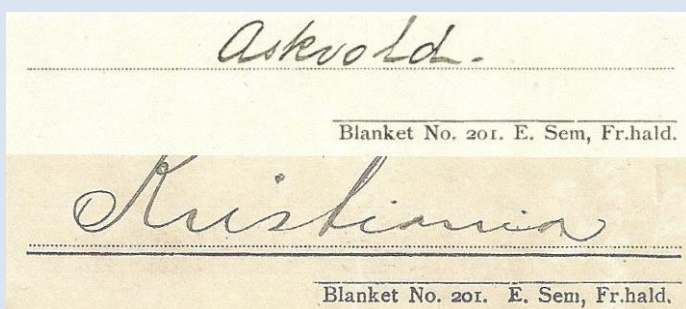 Askvold.
Blanket No. 201. E. Sem, Fr.hald.
Kristiania
Blanket No. 201. E. Sem, Fr.hald.